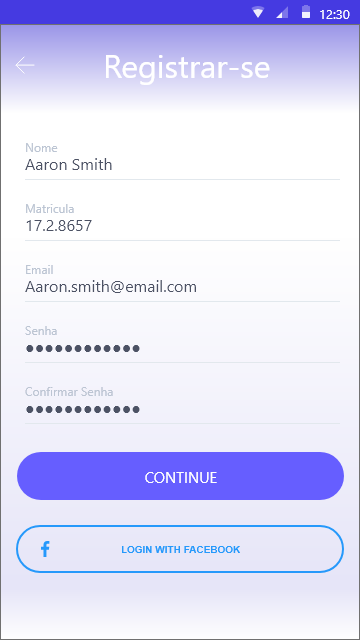 12:30
Registrar-se
Nome
Aaron Smith
Matricula
17.2.8657
Email
Aaron.smith@email.com
Senha
●●●●●●●●●●●●
Confirmar Senha
●●●●●●●●●●●●
CONTINUE
LOGIN WITH FACEBOOK